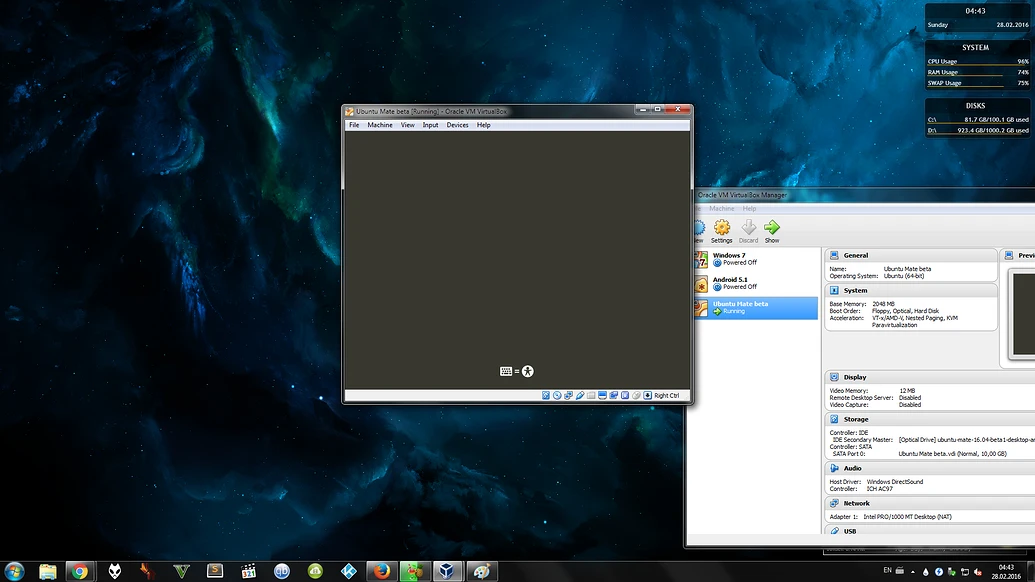 04:43
Sunday 28.02.2016
SYSTEM
CPU Usage 96%
RAM Usage 74%
SWAP Usage 75%
DISKS
C:\ 81.7 GB/100.1 GB used
D:\ 923.4 GB/1000.2 GB used
Ubuntu Mate beta [Running] - Oracle VM VirtualBox
File Machine View Input Devices Help
=
Right Ctrl
Oracle VM VirtualBox Manager
Machine Help
Settings Discard Show
Windows 7
Powered Off
Android 5.1
Powered Off
Ubuntu Mate beta
Running
General
Name: Ubuntu Mate beta
Operating System: Ubuntu (64-bit)
System
Base Memory: 2048 MB
Boot Order: Floppy, Optical, Hard Disk
Acceleration: VT-x/AMD-V, Nested Paging, KVM
Paravirtualization
Previ
Display
Video Memory: 12 MB
Remote Desktop Server: Disabled
Video Capture: Disabled
Storage
Controller: IDE
IDE Secondary Master: [Optical Drive] ubuntu-mate-16.04-beta1-desktop-a
Controller: SATA
SATA Port 0: Ubuntu Mate beta.vdi (Normal, 10,00 GB)
Audio
Host Driver: Windows DirectSound
Controller: ICH AC97
Network
Adapter 1: Intel PRO/1000 MT Desktop (NAT)
USB
321
EN
04:43
28.02.2016